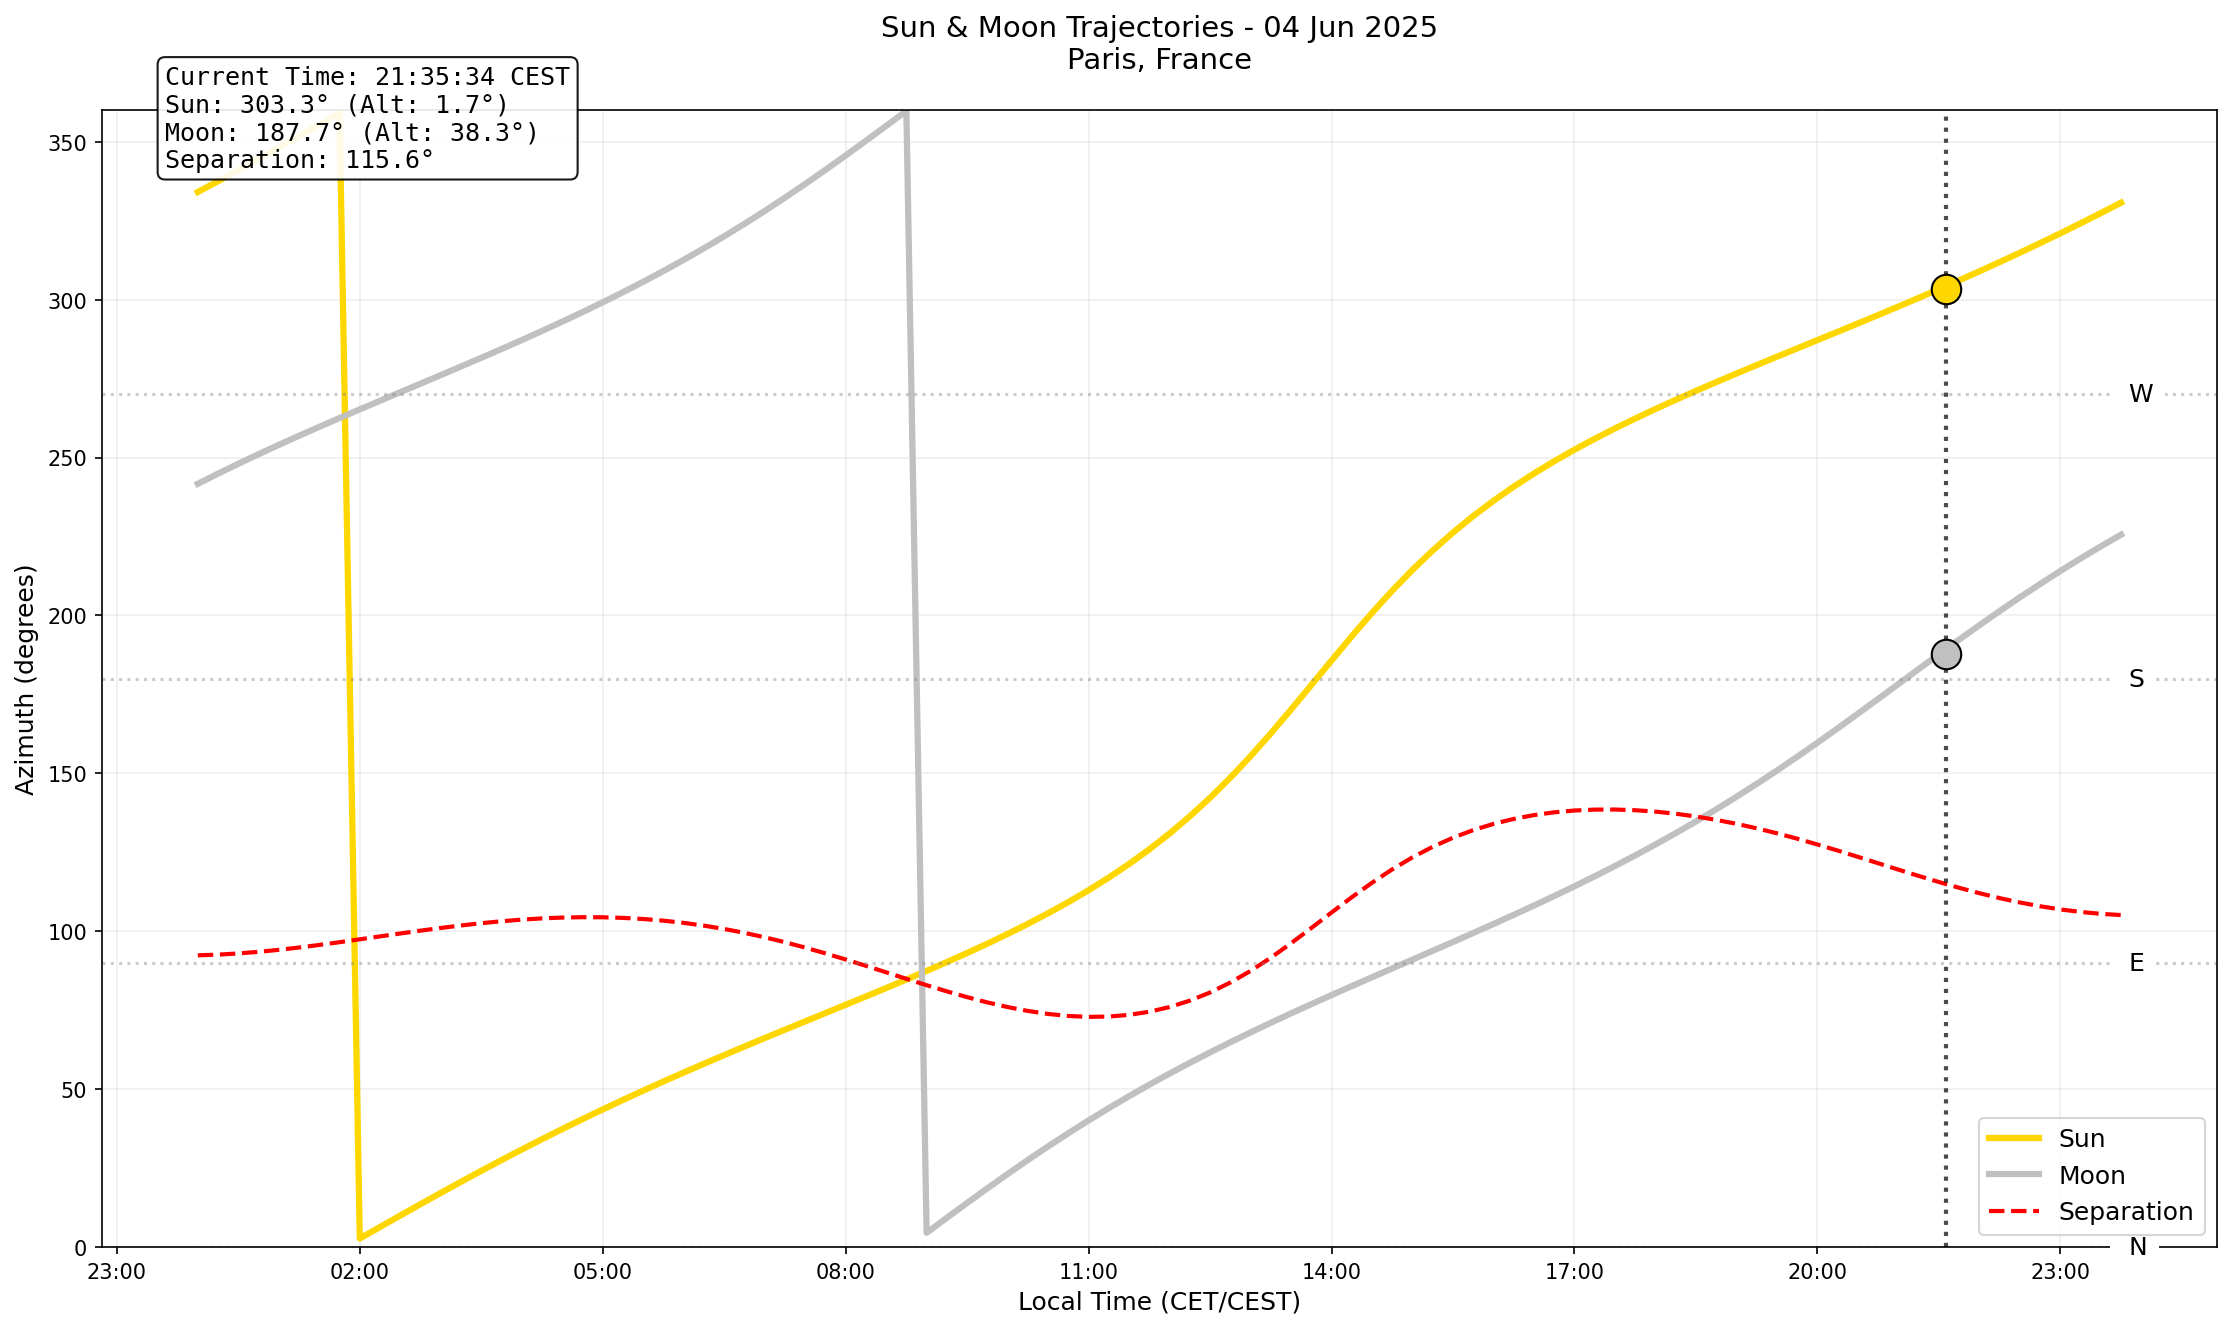 Sun & Moon Trajectories - 04 Jun 2025
Paris, France
Current Time: 21:35:34 CEST
Sun: 303.3° (Alt: 1.7°)
Moon: 187.7° (Alt: 38.3°)
Separation: 115.6°
Azimuth (degrees)
350
300
250
200
150
100
50
0
W
S
E
N
Sun
Moon
Separation
23:00
02:00
05:00
08:00
11:00
14:00
17:00
20:00
23:00
Local Time (CET/CEST)